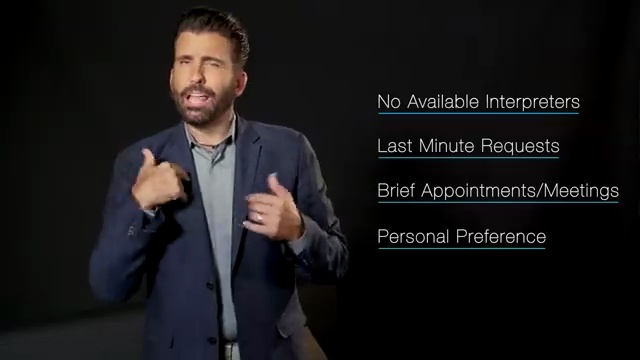 No Available Interpreters
Last Minute Requests
Brief Appointments/Meetings
Personal Preference